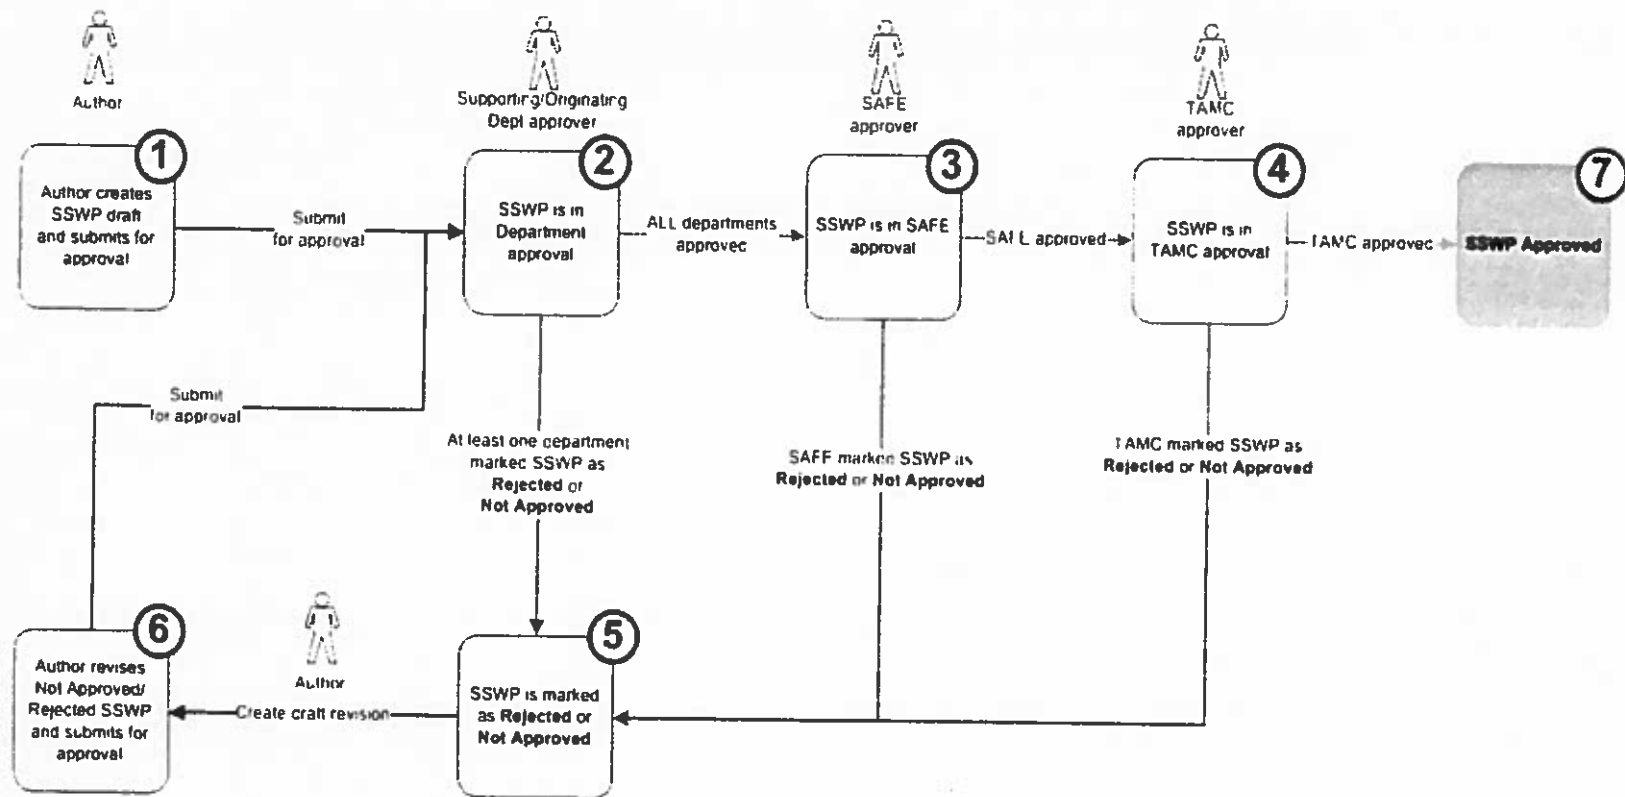 Author
Supporting/Originating
Dept approver
SAFE
approver
TAMC
approver
1
Author creates
SSWP draft
and submits for
approval
Submit
for approval
2
SSWP is in
Department
approval
ALL departments
approved
3
SSWP is in SAFE
approval
SAFE approved
4
SSWP is in
TAMC approval
TAMC approved
7
SSWP Approved
Submit
for approval
At least one department
marked SSWP as
Rejected or
Not Approved
SAFE marked SSWP as
Rejected or Not Approved
TAMC marked SSWP as
Rejected or Not Approved
6
Author revises
Not Approved/
Rejected SSWP
and submits for
approval
Author
Create draft revision
5
SSWP is marked
as Rejected or
Not Approved